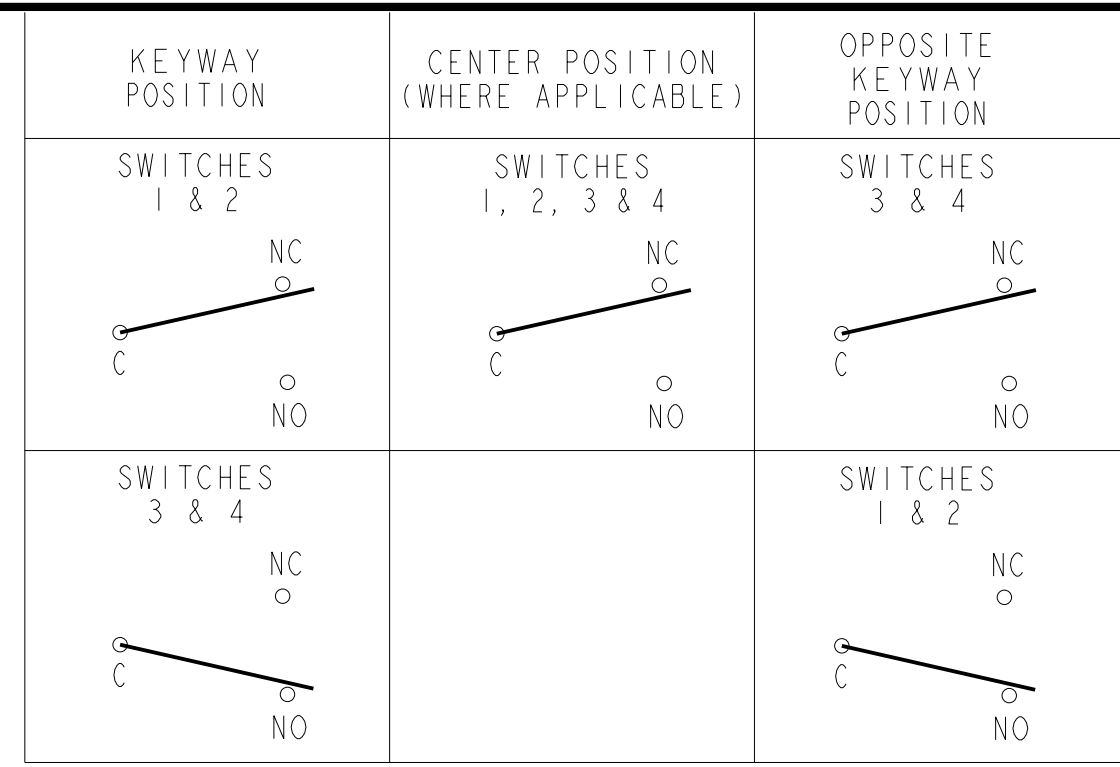 KEYWAY
POSITION
CENTER POSITION
(WHERE APPLICABLE)
OPPOSITE
KEYWAY
POSITION
SWITCHES
1 & 2
NC
C
NO
SWITCHES
1, 2, 3 & 4
NC
C
NO
SWITCHES
3 & 4
NC
C
NO
SWITCHES
3 & 4
NC
C
NO
SWITCHES
1 & 2
NC
C
NO